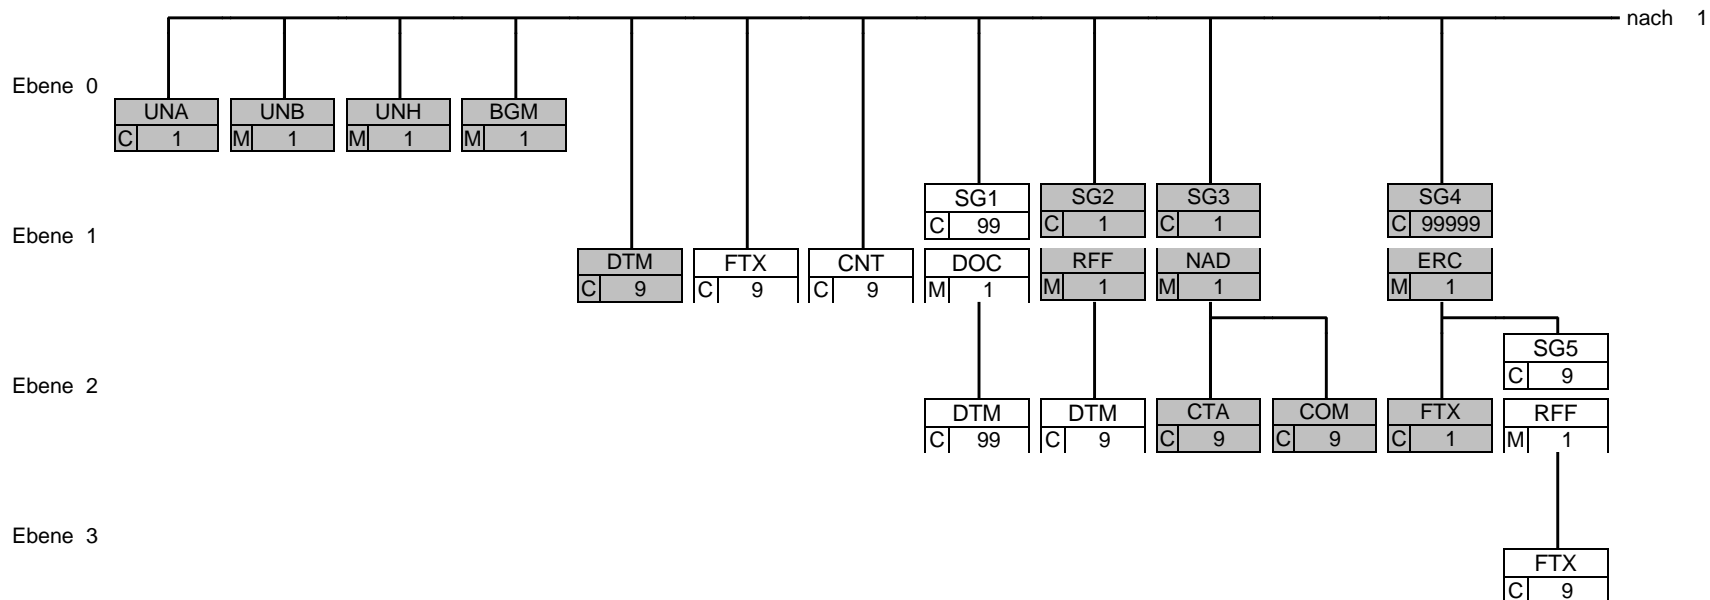 nach 1
Ebene 0
UNA UNB UNH BGM
C 1 M 1 M 1 M 1
SG1 SG2 SG3 SG4
C 99 C 1 C 1 C 99999
Ebene 1
DTM FTX CNT DOC RFF NAD ERC
C 9 C 9 C 9 M 1 M 1 M 1 M 1
SG5
C 9
Ebene 2
DTM DTM CTA COM FTX RFF
C 99 C 9 C 9 C 9 C 1 M 1
Ebene 3
FTX
C 9